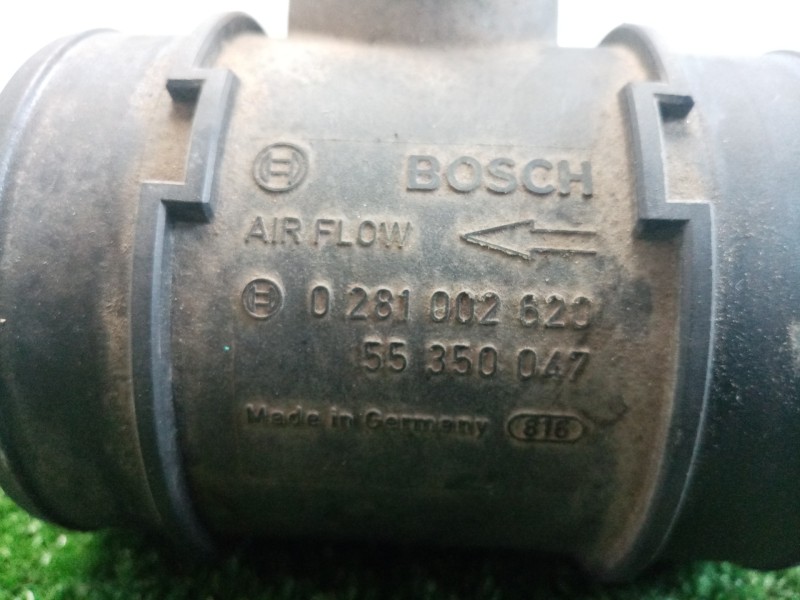 BOSCH
AIR FLOW
0 281 002 620
55 350 047
Made in Germany 816